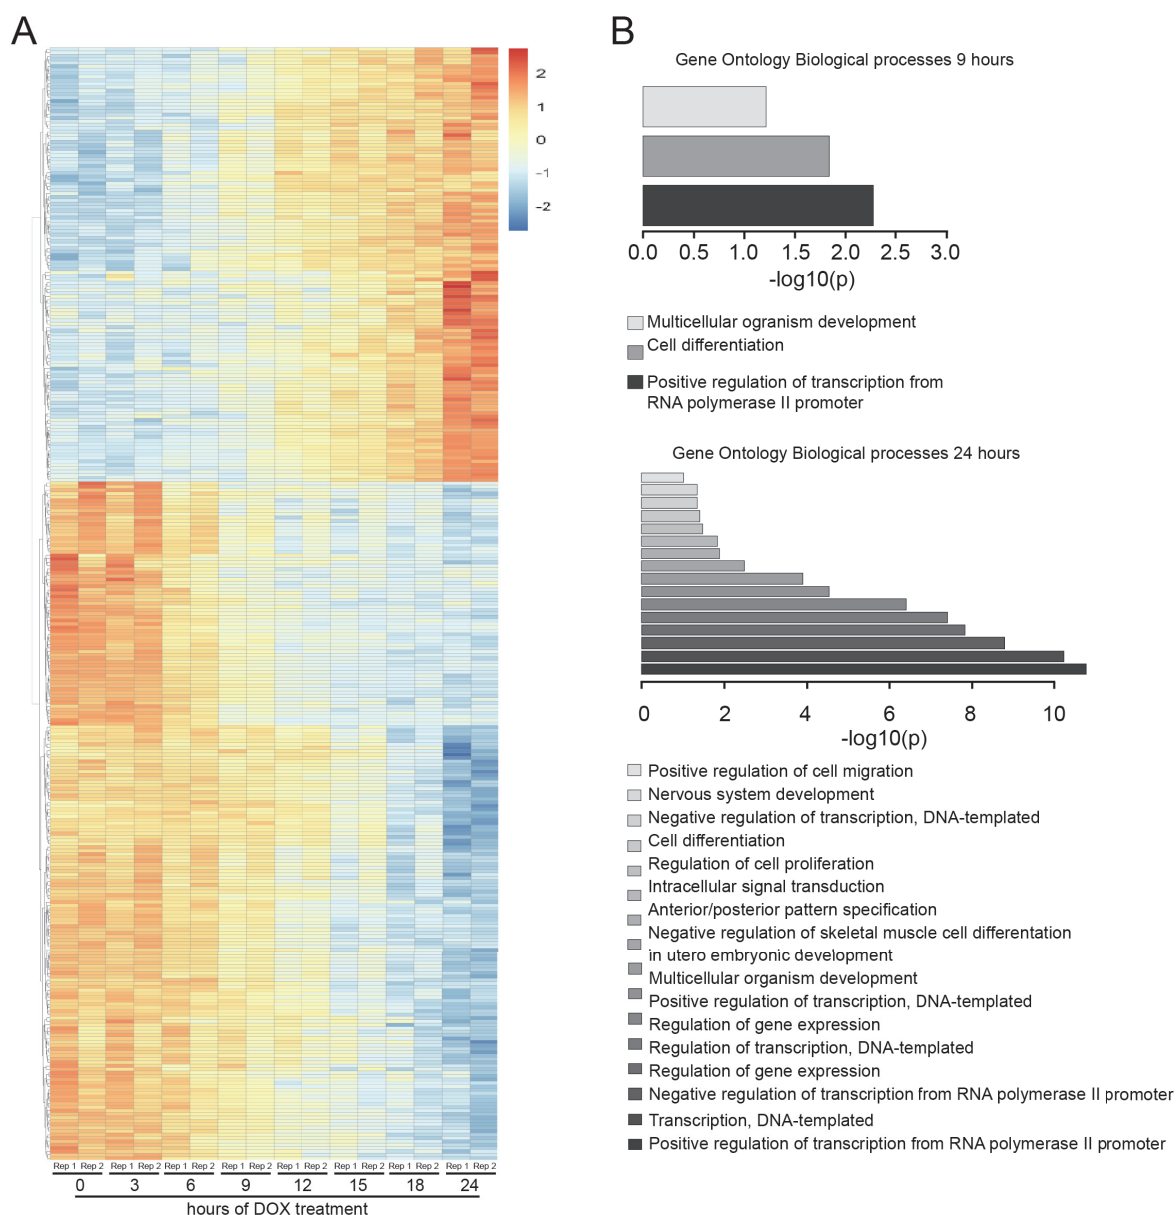 A
2
1
0
-1
-2
Rep 1 Rep 2 Rep 1 Rep 2 Rep 1 Rep 2 Rep 1 Rep 2 Rep 1 Rep 2 Rep 1 Rep 2 Rep 1 Rep 2 Rep 1 Rep 2
0 3 6 9 12 15 18 24
hours of DOX treatment
B
Gene Ontology Biological processes 9 hours
0.0 0.5 1.0 1.5 2.0 2.5 3.0
-log10(p)
Multicellular ogranism development
Cell differentiation
Positive regulation of transcription from
RNA polymerase II promoter
Gene Ontology Biological processes 24 hours
0 2 4 6 8 10
-log10(p)
Positive regulation of cell migration
Nervous system development
Negative regulation of transcription, DNA-templated
Cell differentiation
Regulation of cell proliferation
Intracellular signal transduction
Anterior/posterior pattern specification
Negative regulation of skeletal muscle cell differentation
in utero embryonic development
Multicellular organism development
Positive regulation of transcription, DNA-templated
Regulation of gene expression
Regulation of transcription, DNA-templated
Regulation of gene expression
Negative regulation of transcription from RNA polymerase II promoter
Transcription, DNA-templated
Positive regulation of transcription from RNA polymerase II promoter